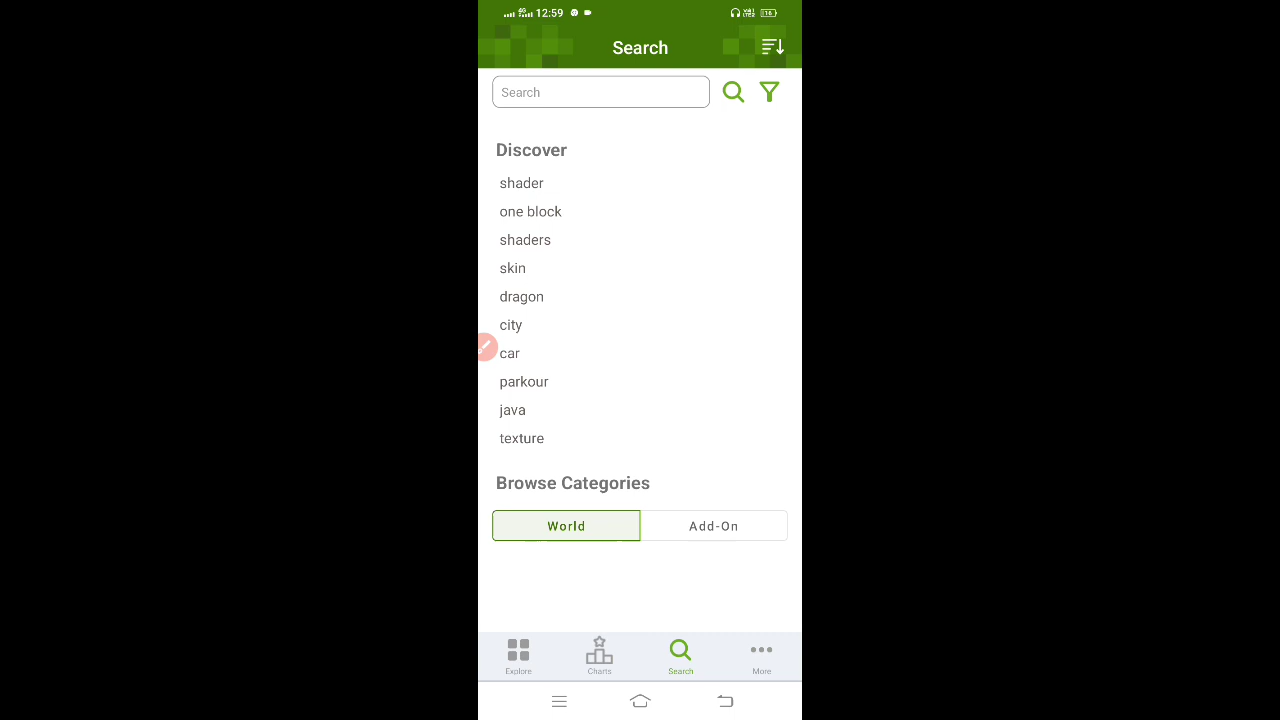 12:59
Search
Search
Discover
shader
one block
shaders
skin
dragon
city
car
parkour
java
texture
Browse Categories
World
Add-On
Explore
Charts
Search
More